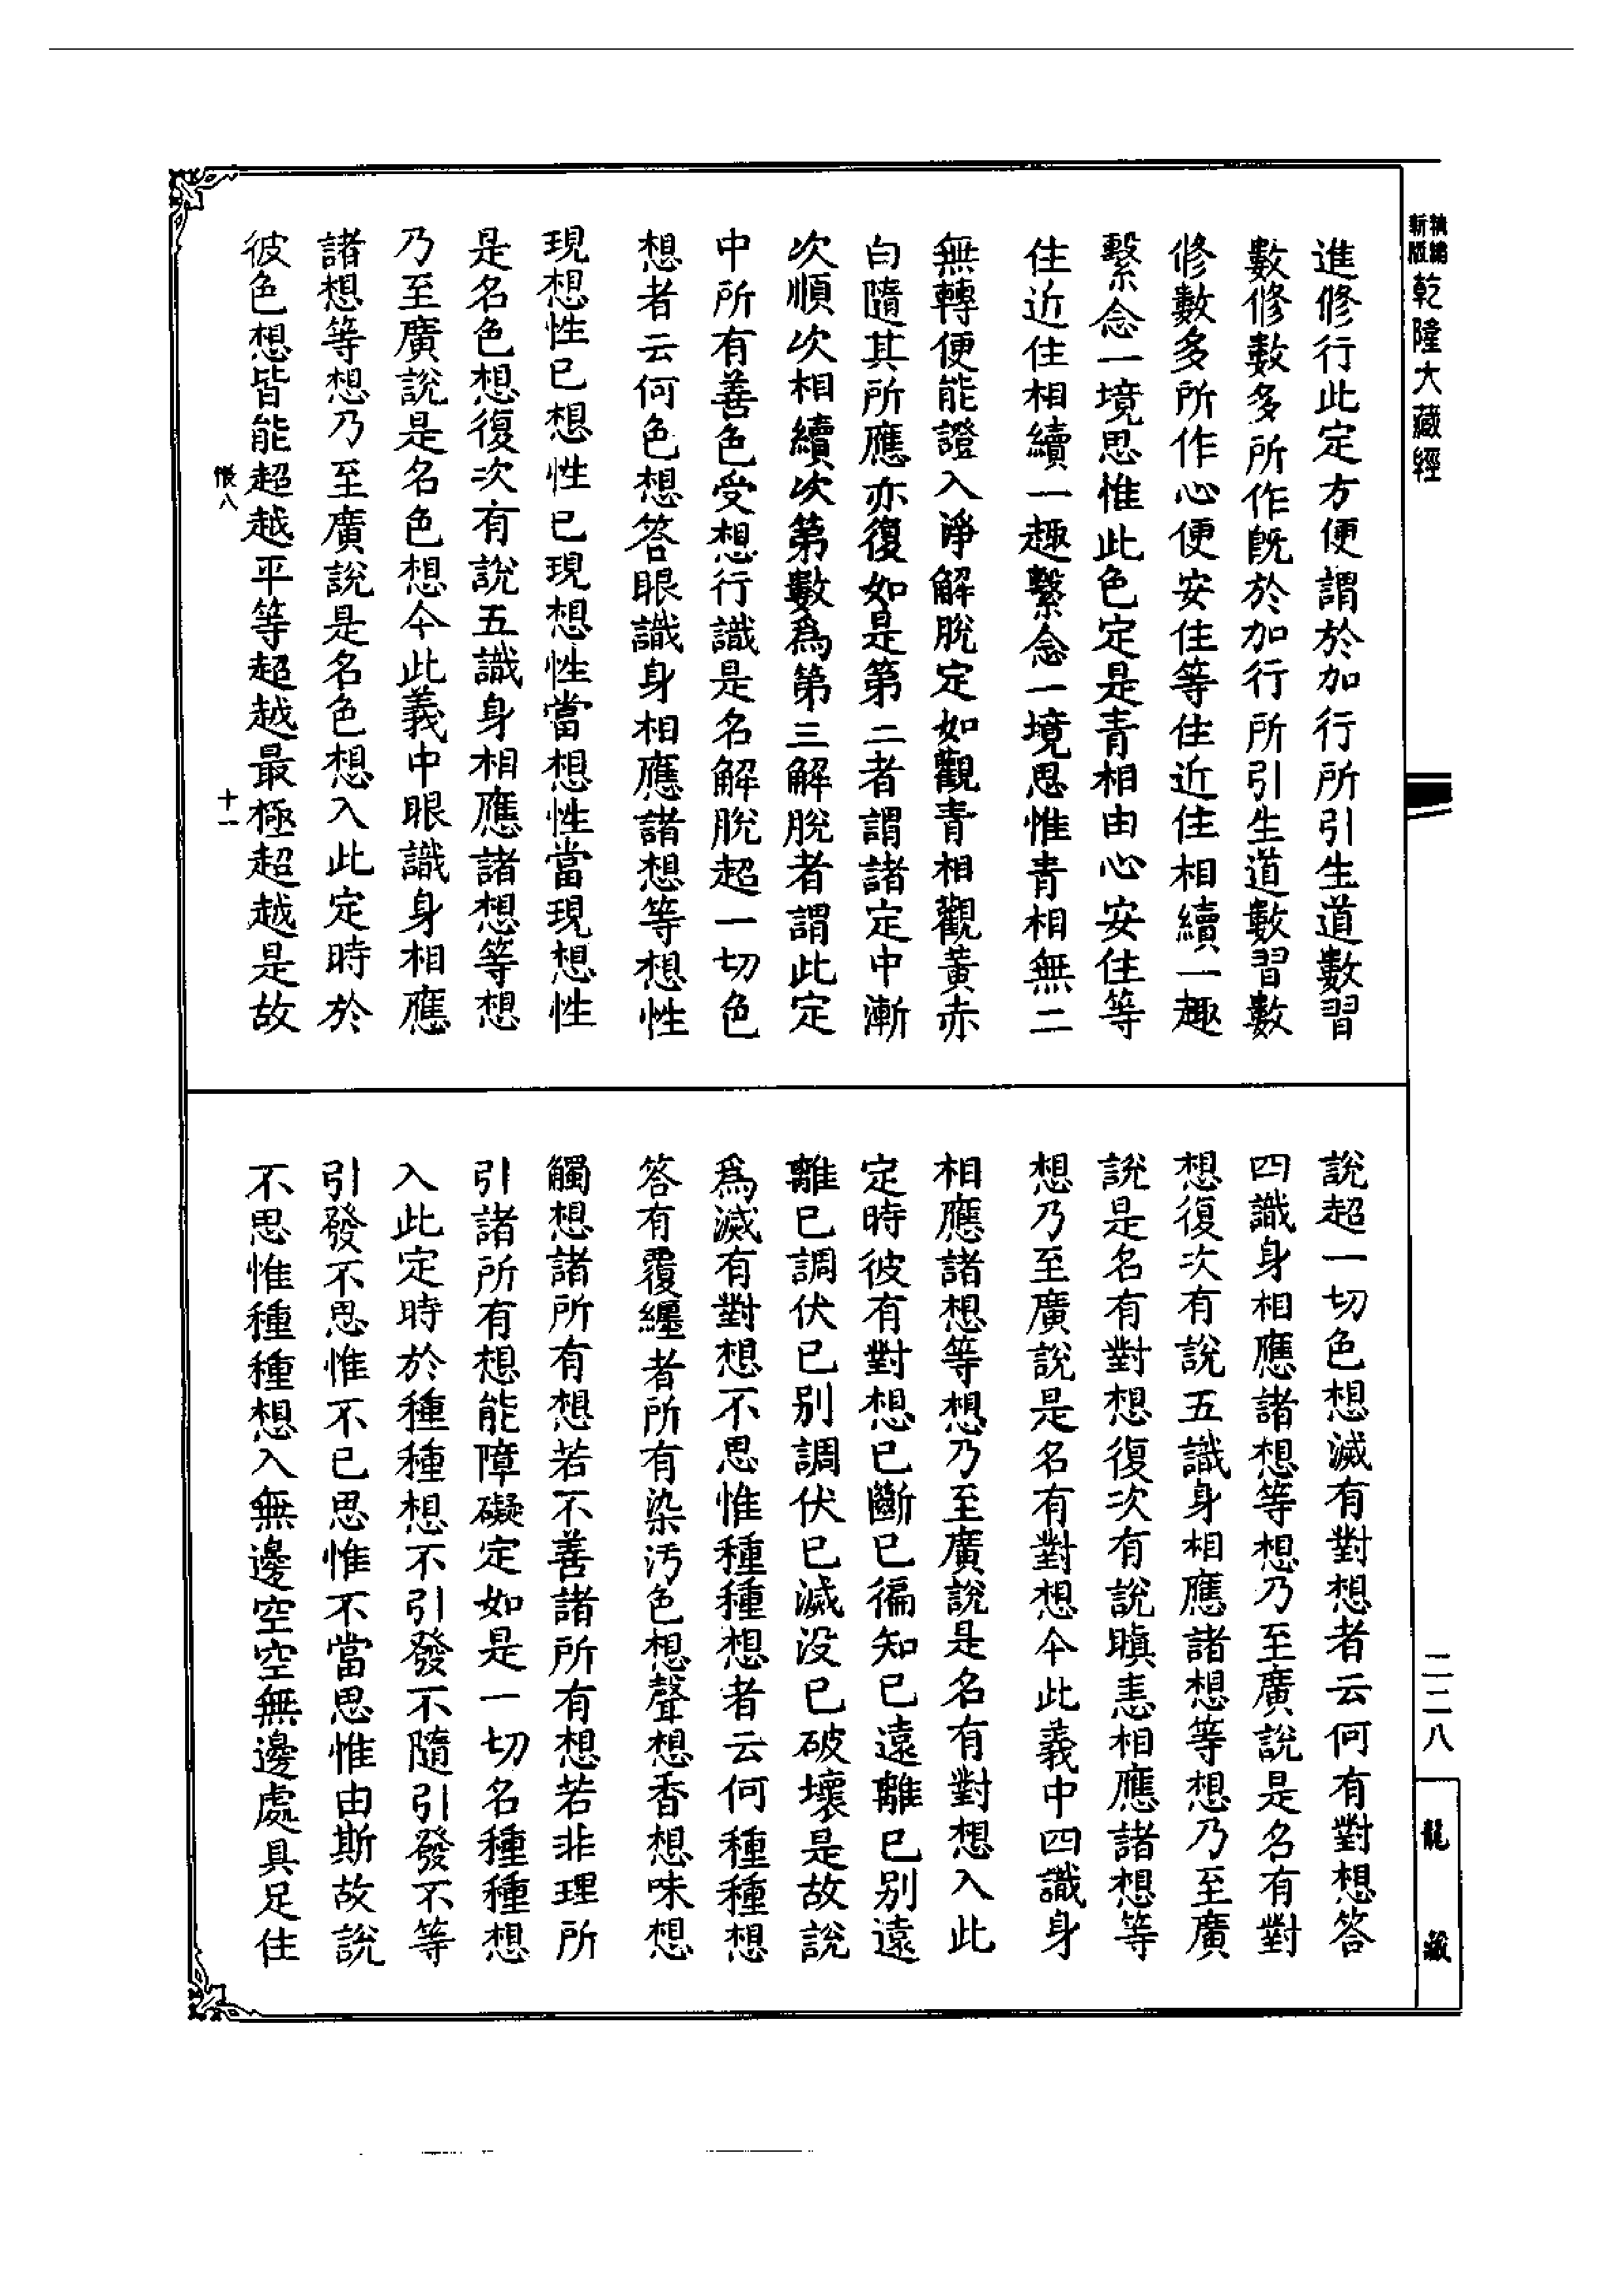 新版
精編
乾隆大藏經
進修行此定方便謂於加行所引生道數習
數修數多所作既於加行所引生道數習數
修數多所作心便安住等住近住相續一趣
繫念一境思惟此色定是青相由心安住等
住近住相續一趣繫念一境思惟青相無二
無轉便能證入淨解脫定如觀青相觀黃赤
白隨其所應亦復如是第二者謂諸定中漸
次順次相續次第數為第三解脫者謂此定
中所有善色受想行識是名解脫超一切色
想者云何色想答眼識身相應諸想等想性
現想性已想性已現想性當想性當現想性
是名色想復次有說五識身相應諸想等想
乃至廣說是名色想今此義中眼識身相應
諸想等想乃至廣說是名色想入此定時於
彼色想皆能超越平等超越最極超越是故
帳八
十一
說超一切色想滅有對想者云何有對想答
四識身相應諸想等想乃至廣說是名有對
想復次有說五識身相應諸想等想乃至廣
說是名有對想復次有說瞋恚相應諸想等
想乃至廣說是名有對想今此義中四識身
相應諸想等想乃至廣說是名有對想入此
定時彼有對想已斷已徧知已遠離已別遠
離已調伏已別調伏已滅沒已破壞是故說
為滅有對想不思惟種種想者云何種種想
答有覆纏者所有染污色想聲想香想味想
觸想諸所有想若不善諸所有想若非理所
引諸所有想能障礙定如是一切名種種想
入此定時於種種想不引發不隨引發不等
引發不思惟不已思惟不當思惟由斯故說
不思惟種種想入無邊空空無邊處具足住
二二八
龍藏